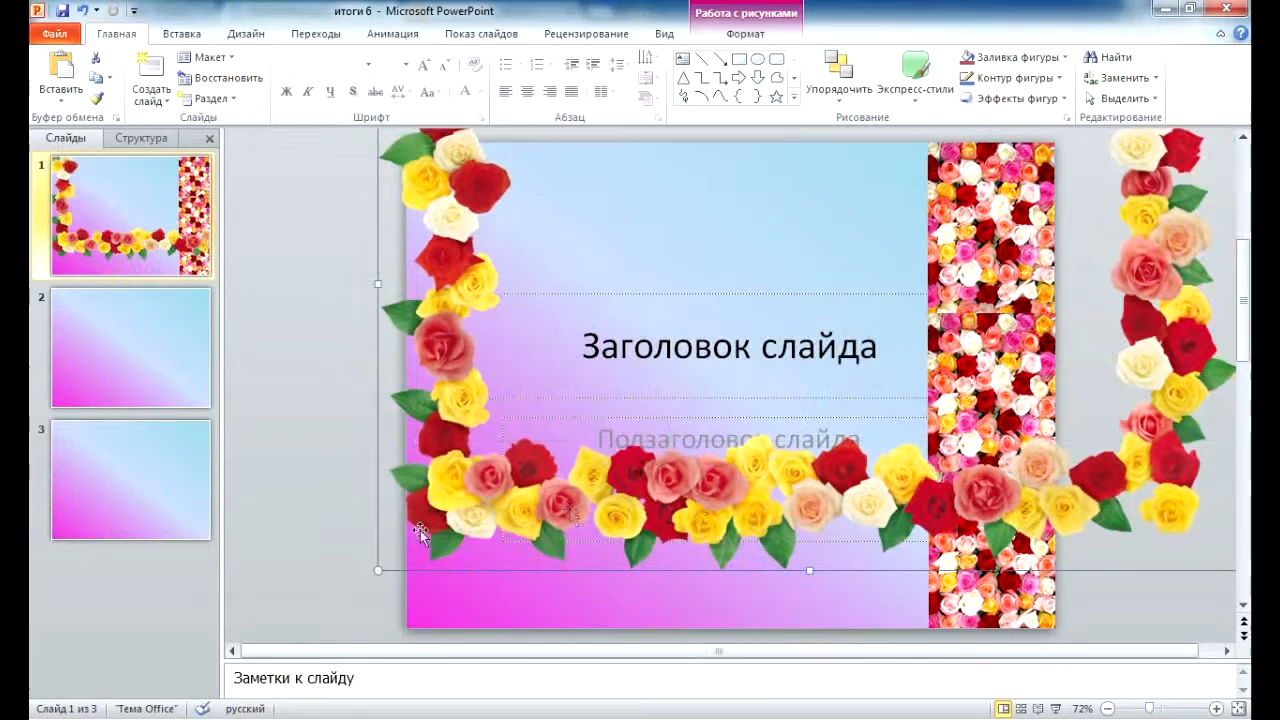 итоги 6 - Microsoft PowerPoint
Работа с рисунками
Файл Главная Вставка Дизайн Переходы Анимация Показ слайдов Рецензирование Вид Формат
Вставить
Буфер обмена
Создать слайд
Макет
Восстановить
Раздел
Слайды
Ж К Ч S abc AV Aa A
Шрифт
Абзац
Упорядочить
Экспресс-стили
Заливка фигуры
Контур фигуры
Эффекты фигур
Рисование
Найти
Заменить
Выделить
Редактирование
Слайды Структура
1
2
3
Заголовок слайда
Подзаголовок слайда
Заметки к слайду
Слайд 1 из 3 "Тема Office" русский 72%